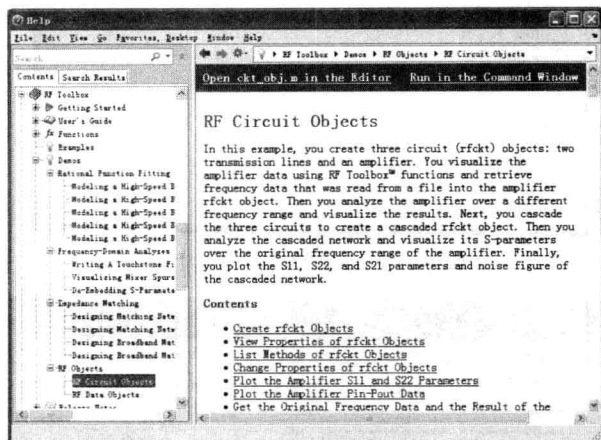 Help
File Edit View Go Favorites Desktop Window Help
Search
RF Toolbox ▸ Demos ▸ RF Objects ▸ RF Circuit Objects
Contents Search Results
Open ckt_obj.m in the Editor Run in the Command Window
RF Toolbox
Getting Started
User's Guide
fx Functions
Examples
Demos
Rational Function Fitting
Modeling a High-Speed B
Modeling a High-Speed B
Modeling a High-Speed B
Modeling a High-Speed B
Modeling a High-Speed B
Frequency-Domain Analyses
Writing A Touchstone Fi
Visualizing Mixer Spurs
De-Embedding S-Paramete
Impedance Matching
Designing Matching Netw
Designing Matching Netw
Designing Broadband Mat
Designing Broadband Mat
RF Objects
RF Circuit Objects
RF Data Objects
Release Notes
RF Circuit Objects
In this example, you create three circuit (rfckt) objects: two
transmission lines and an amplifier. You visualize the
amplifier data using RF Toolbox™ functions and retrieve
frequency data that was read from a file into the amplifier
rfckt object. Then you analyze the amplifier over a different
frequency range and visualize the results. Next, you cascade
the three circuits to create a cascaded rfckt object. Then you
analyze the cascaded network and visualize its S-parameters
over the original frequency range of the amplifier. Finally,
you plot the S11, S22, and S21 parameters and noise figure of
the cascaded network.
Contents
• Create rfckt Objects
• View Properties of rfckt Objects
• List Methods of rfckt Objects
• Change Properties of rfckt Objects
• Plot the Amplifier S11 and S22 Parameters
• Plot the Amplifier Pin-Pout Data
• Get the Original Frequency Data and the Result of the